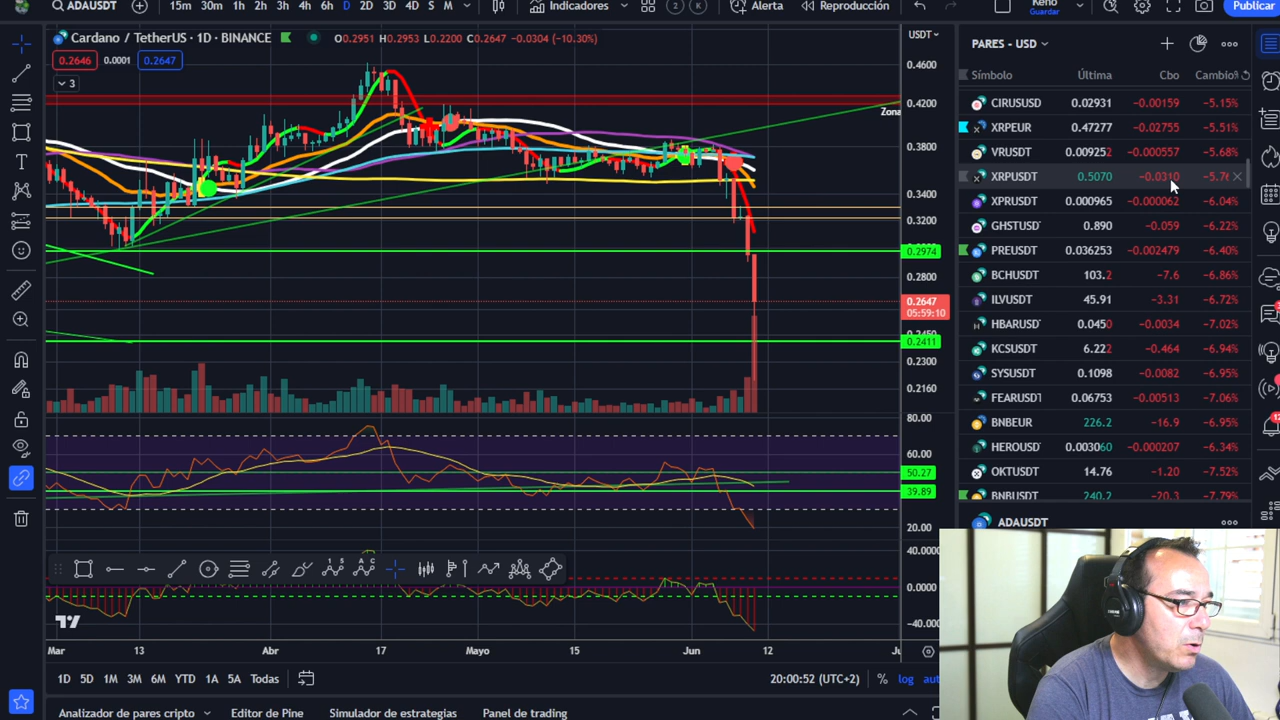 ADAUSDT 15m 30m 1h 2h 3h 4h 6h D 2D 3D 4D S M Indicadores Alerta Reproducción Keno Guardar Publicar
Cardano / TetherUS · 1D · BINANCE O0.2951 H0.2953 L0.2200 C0.2647 −0.0304 (−10.30%) USDT
0.2646 0.0001 0.2647
3
T
Zona
0.4600
0.4200
0.3800
0.3400
0.3200
0.2974
0.2800
0.2647
05:59:10
0.2411
0.2300
0.2160
80.00
60.00
50.27
39.89
20.00
40.0000
0.0000
−40.0000
Mar 13 Abr 17 Mayo 15 Jun 12
1D 5D 1M 3M 6M YTD 1A 5A Todas 20:00:52 (UTC+2) % log
Analizador de pares cripto Editor de Pine Simulador de estrategias Panel de trading
PARES - USD
Símbolo Última Cbo Cambio%
CIRUSUSD 0.02931 −0.00159 −5.15%
XRPEUR 0.47277 −0.02755 −5.51%
VRUSDT 0.009252 −0.000557 −5.68%
XRPUSDT 0.5070 −0.0310
XPRUSDT 0.000965 −0.000062 −6.04%
GHSTUSD 0.890 −0.059 −6.22%
PREUSDT 0.036253 −0.002479 −6.40%
BCHUSDT 103.2 −7.6 −6.86%
ILVUSDT 45.91 −3.31 −6.72%
HBARUSD 0.0450 −0.0034 −7.02%
KCSUSDT 6.222 −0.464 −6.94%
SYSUSDT 0.1098 −0.0082 −6.95%
FEARUSDT 0.06753 −0.00513 −7.06%
BNBEUR 226.2 −16.9 −6.95%
HEROUSD 0.003060 −0.000207 −6.34%
OKTUSDT 14.76 −1.20 −7.52%
BNBUSDT 240.2 −20.3 −7.79%
ADAUSDT